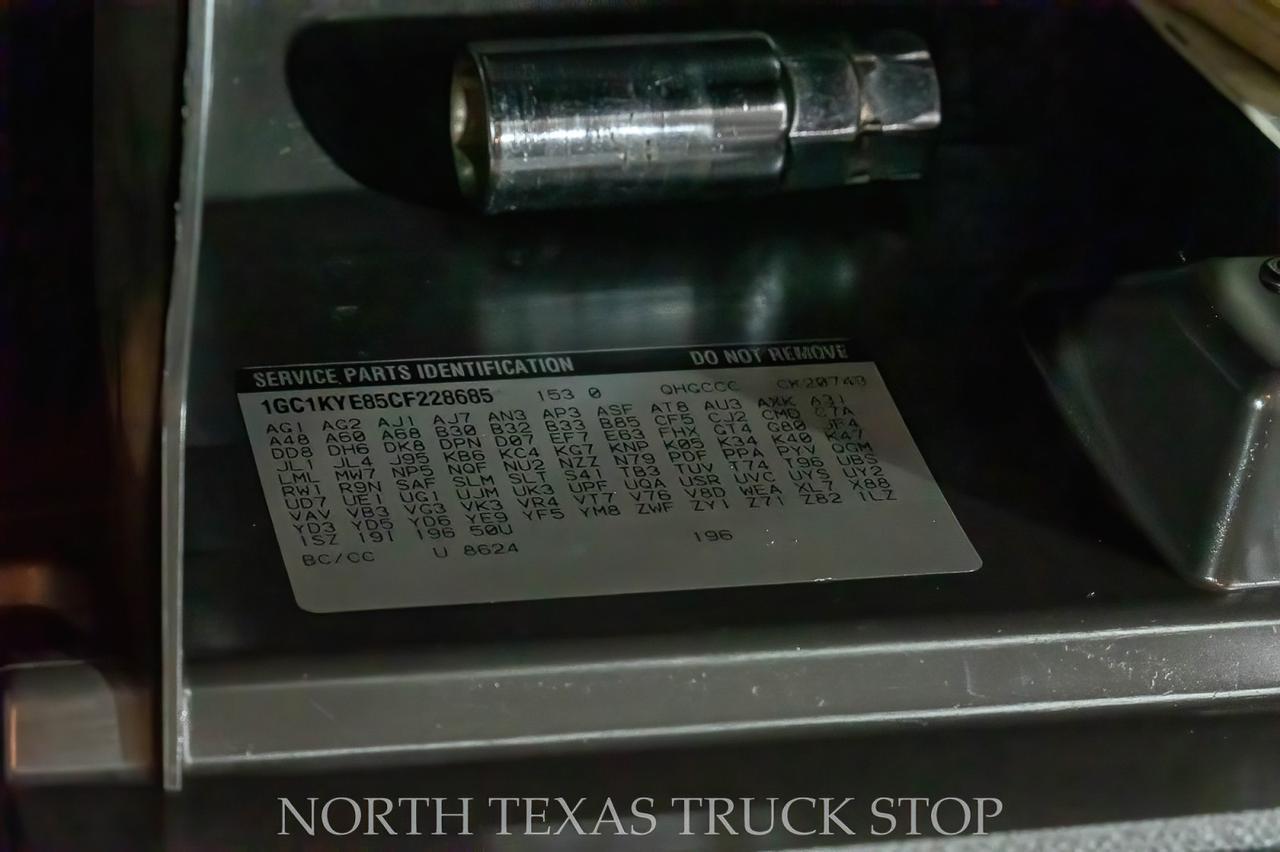 SERVICE PARTS IDENTIFICATION DO NOT REMOVE
1GC1KYE85CF228685 153 0 QHGCCC CK20743
AG1 AG2 AJ1 AJ7 AN3 AP3 ASF AT8 AU3 AXK A31
A48 A60 A68 B30 B32 B33 B85 CF5 CJ2 CMD C7A
DD8 DH6 DK8 DPN D07 EF7 E63 FHX GT4 G80 JF4
JL1 JL4 J96 KB6 KC4 KG7 KNP K05 K34 K40 K47
LML MW7 NP5 NQF NU2 NZZ N79 PDF PPA PYV QGM
RW1 R9N SAF SLM SLT S41 TB3 TUV T74 T96 UBS
UD7 UE1 UG1 UJM UK3 UPF UQA USR UVC UYS UY2
VAV VB3 VG3 VK3 VR4 VT7 V76 V8D WEA XL7 X88
YD3 YD5 YD6 YE9 YF5 YM8 ZWF ZY1 Z71 Z82 1LZ
1SZ 191 196 50U
BC/CC U 8624 196
NORTH TEXAS TRUCK STOP